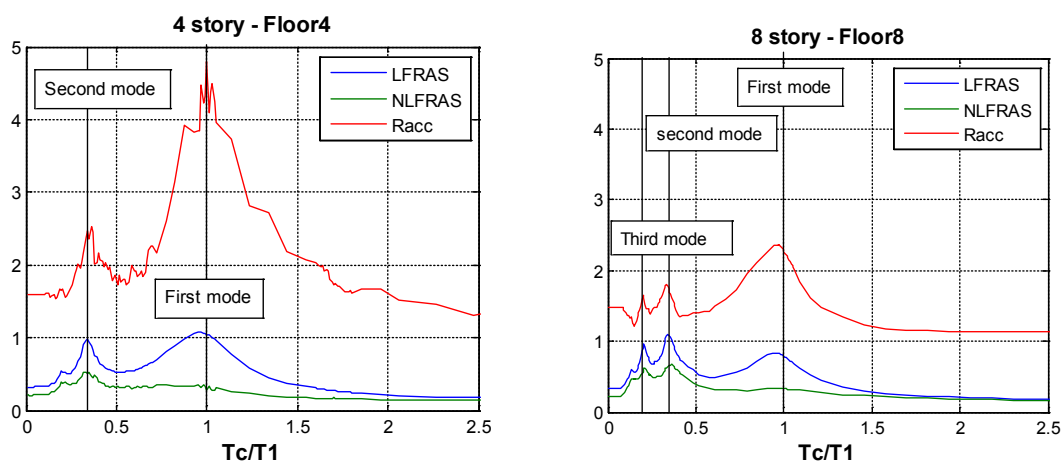 4 story - Floor4
5
4
3
2
1
0
Second mode
First mode
LFRAS
NLFRAS
Racc
0
0.5
1
1.5
2
2.5
Tc/T1
8 story - Floor8
5
4
3
2
1
0
First mode
second mode
Third mode
LFRAS
NLFRAS
Racc
0
0.5
1
1.5
2
2.5
Tc/T1